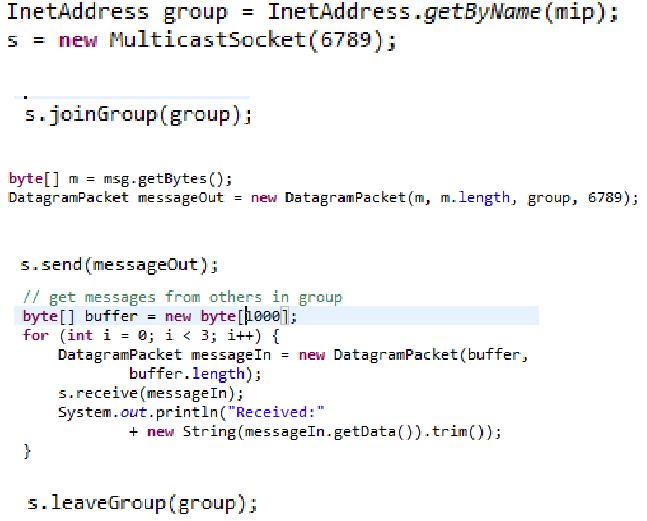 InetAddress group = InetAddress.getByName(mip);
s = new MulticastSocket(6789);
s.joinGroup(group);
byte[] m = msg.getBytes();
DatagramPacket messageOut = new DatagramPacket(m, m.length, group, 6789);
s.send(messageOut);
// get messages from others in group
byte[] buffer = new byte[1000];
for (int i = 0; i < 3; i++) {
DatagramPacket messageIn = new DatagramPacket(buffer,
buffer.length);
s.receive(messageIn);
System.out.println("Received:"
+ new String(messageIn.getData()).trim());
}
s.leaveGroup(group);